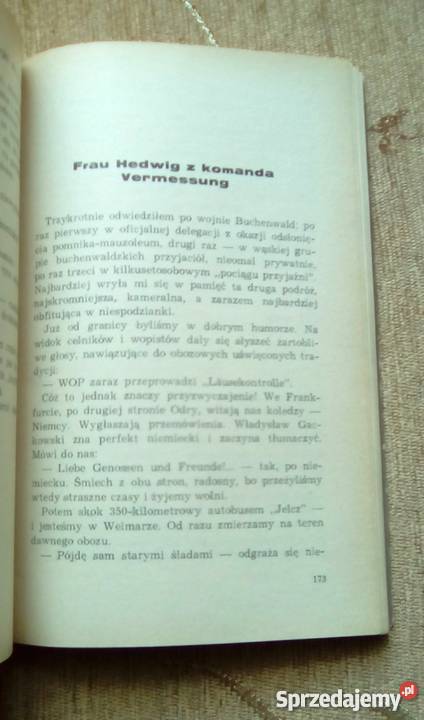 Frau Hedwig z komanda
Vermessung
Trzykrotnie odwiedziłem po wojnie Buchenwald: po
raz pierwszy w oficjalnej delegacji z okazji odsłonię-
cia pomnika-mauzoleum, drugi raz — w wąskiej gru-
pie buchenwaldzkich przyjaciół, nieomal prywatnie,
po raz trzeci w kilkusetosobowym „pociągu przyjaźni”.
Najbardziej wryła mi się w pamięć ta druga podróż,
najskromniejsza, kameralna, a zarazem najbardziej
obfitująca w niespodzianki.
Już od granicy byliśmy w dobrym humorze. Na
widok celników i wopistów dały się słyszeć żartobli-
we głosy, nawiązujące do obozowych uświęconych tra-
dycji:
— WOP zaraz przeprowadzi „Läusekontrolle”.
Cóż to jednak znaczy przyzwyczajenie! We Frank-
furcie, po drugiej stronie Odry, witają nas koledzy —
Niemcy. Wygłaszają przemówienia. Władysław Gac-
kowski zna perfekt niemiecki i zaczyna tłumaczyć.
Mówi do nas:
— Liebe Genossen und Freunde!... — tak, po nie-
miecku. Śmiech z obu stron, radosny, bo przeżyliśmy
wtedy straszne czasy i żyjemy wolni.
Potem skok 350-kilometrowy autobusem „Jelcz” —
i jesteśmy w Weimarze. Od razu zmierzamy na teren
dawnego obozu.
— Pójdę sam starymi śladami — odgraża się nie-
173
Sprzedajemy.pl